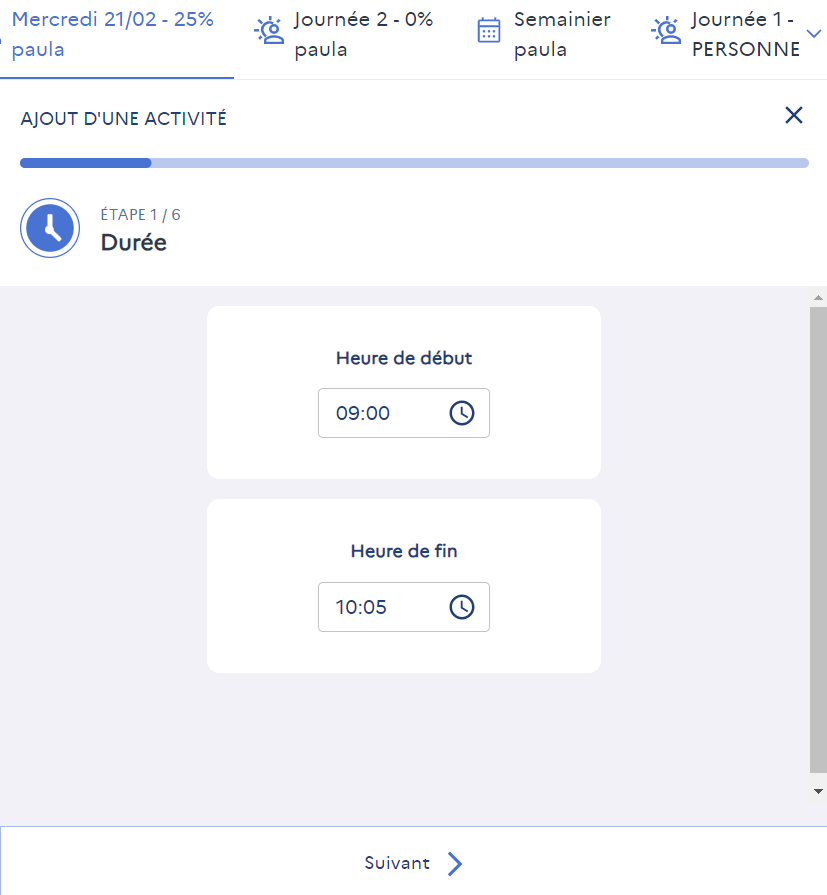 Mercredi 21/02 - 25%
paula
Journée 2 - 0%
paula
Semainier
paula
Journée 1 -
PERSONNE
AJOUT D'UNE ACTIVITÉ
ÉTAPE 1 / 6
Durée
Heure de début
09:00
Heure de fin
10:05
Suivant